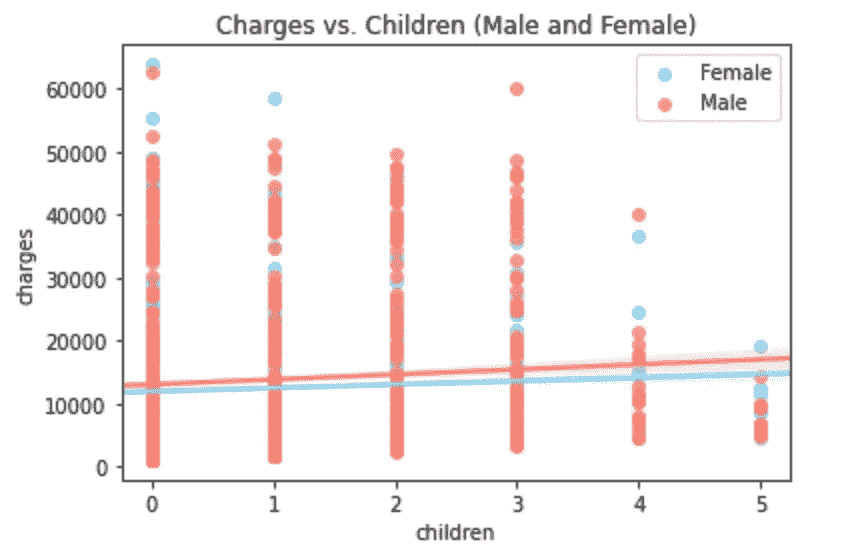 Charges vs. Children (Male and Female)
Female
Male
60000
50000
40000
30000
20000
10000
0
charges
0 1 2 3 4 5
children